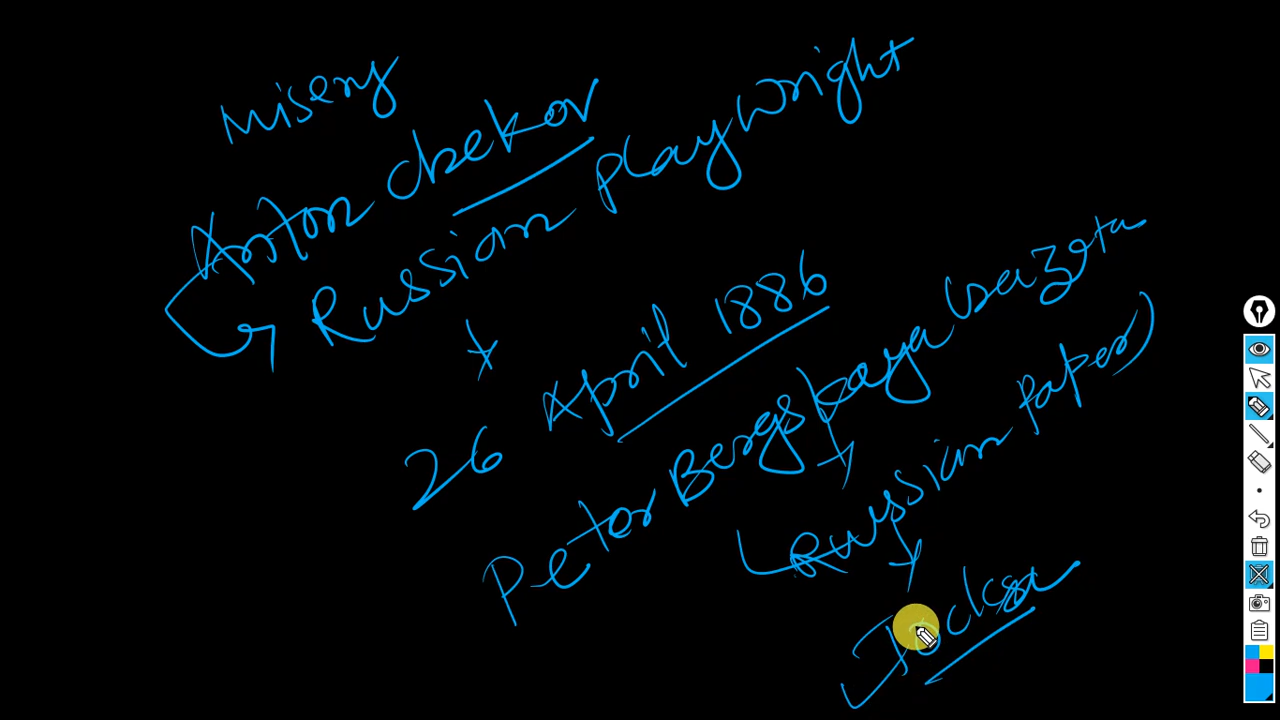 Misery
Anton chekov
Russian Playwright
26 April 1886
Peter Bergskaya Gazeta
(Russian Paper)